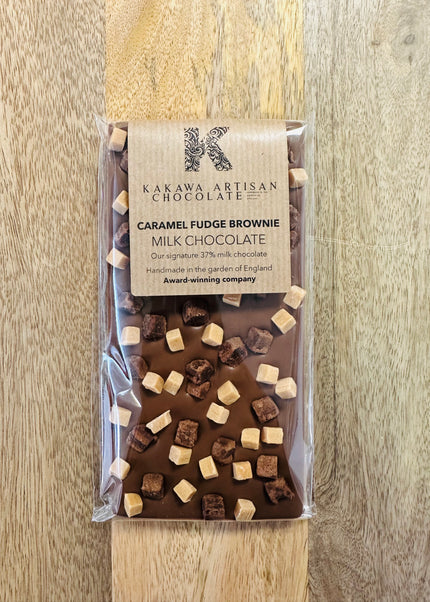 K
KAKAWA ARTISAN
CHOCOLATE
CARAMEL FUDGE BROWNIE
MILK CHOCOLATE
Our signature 37% milk chocolate
Handmade in the garden of England
Award-winning company